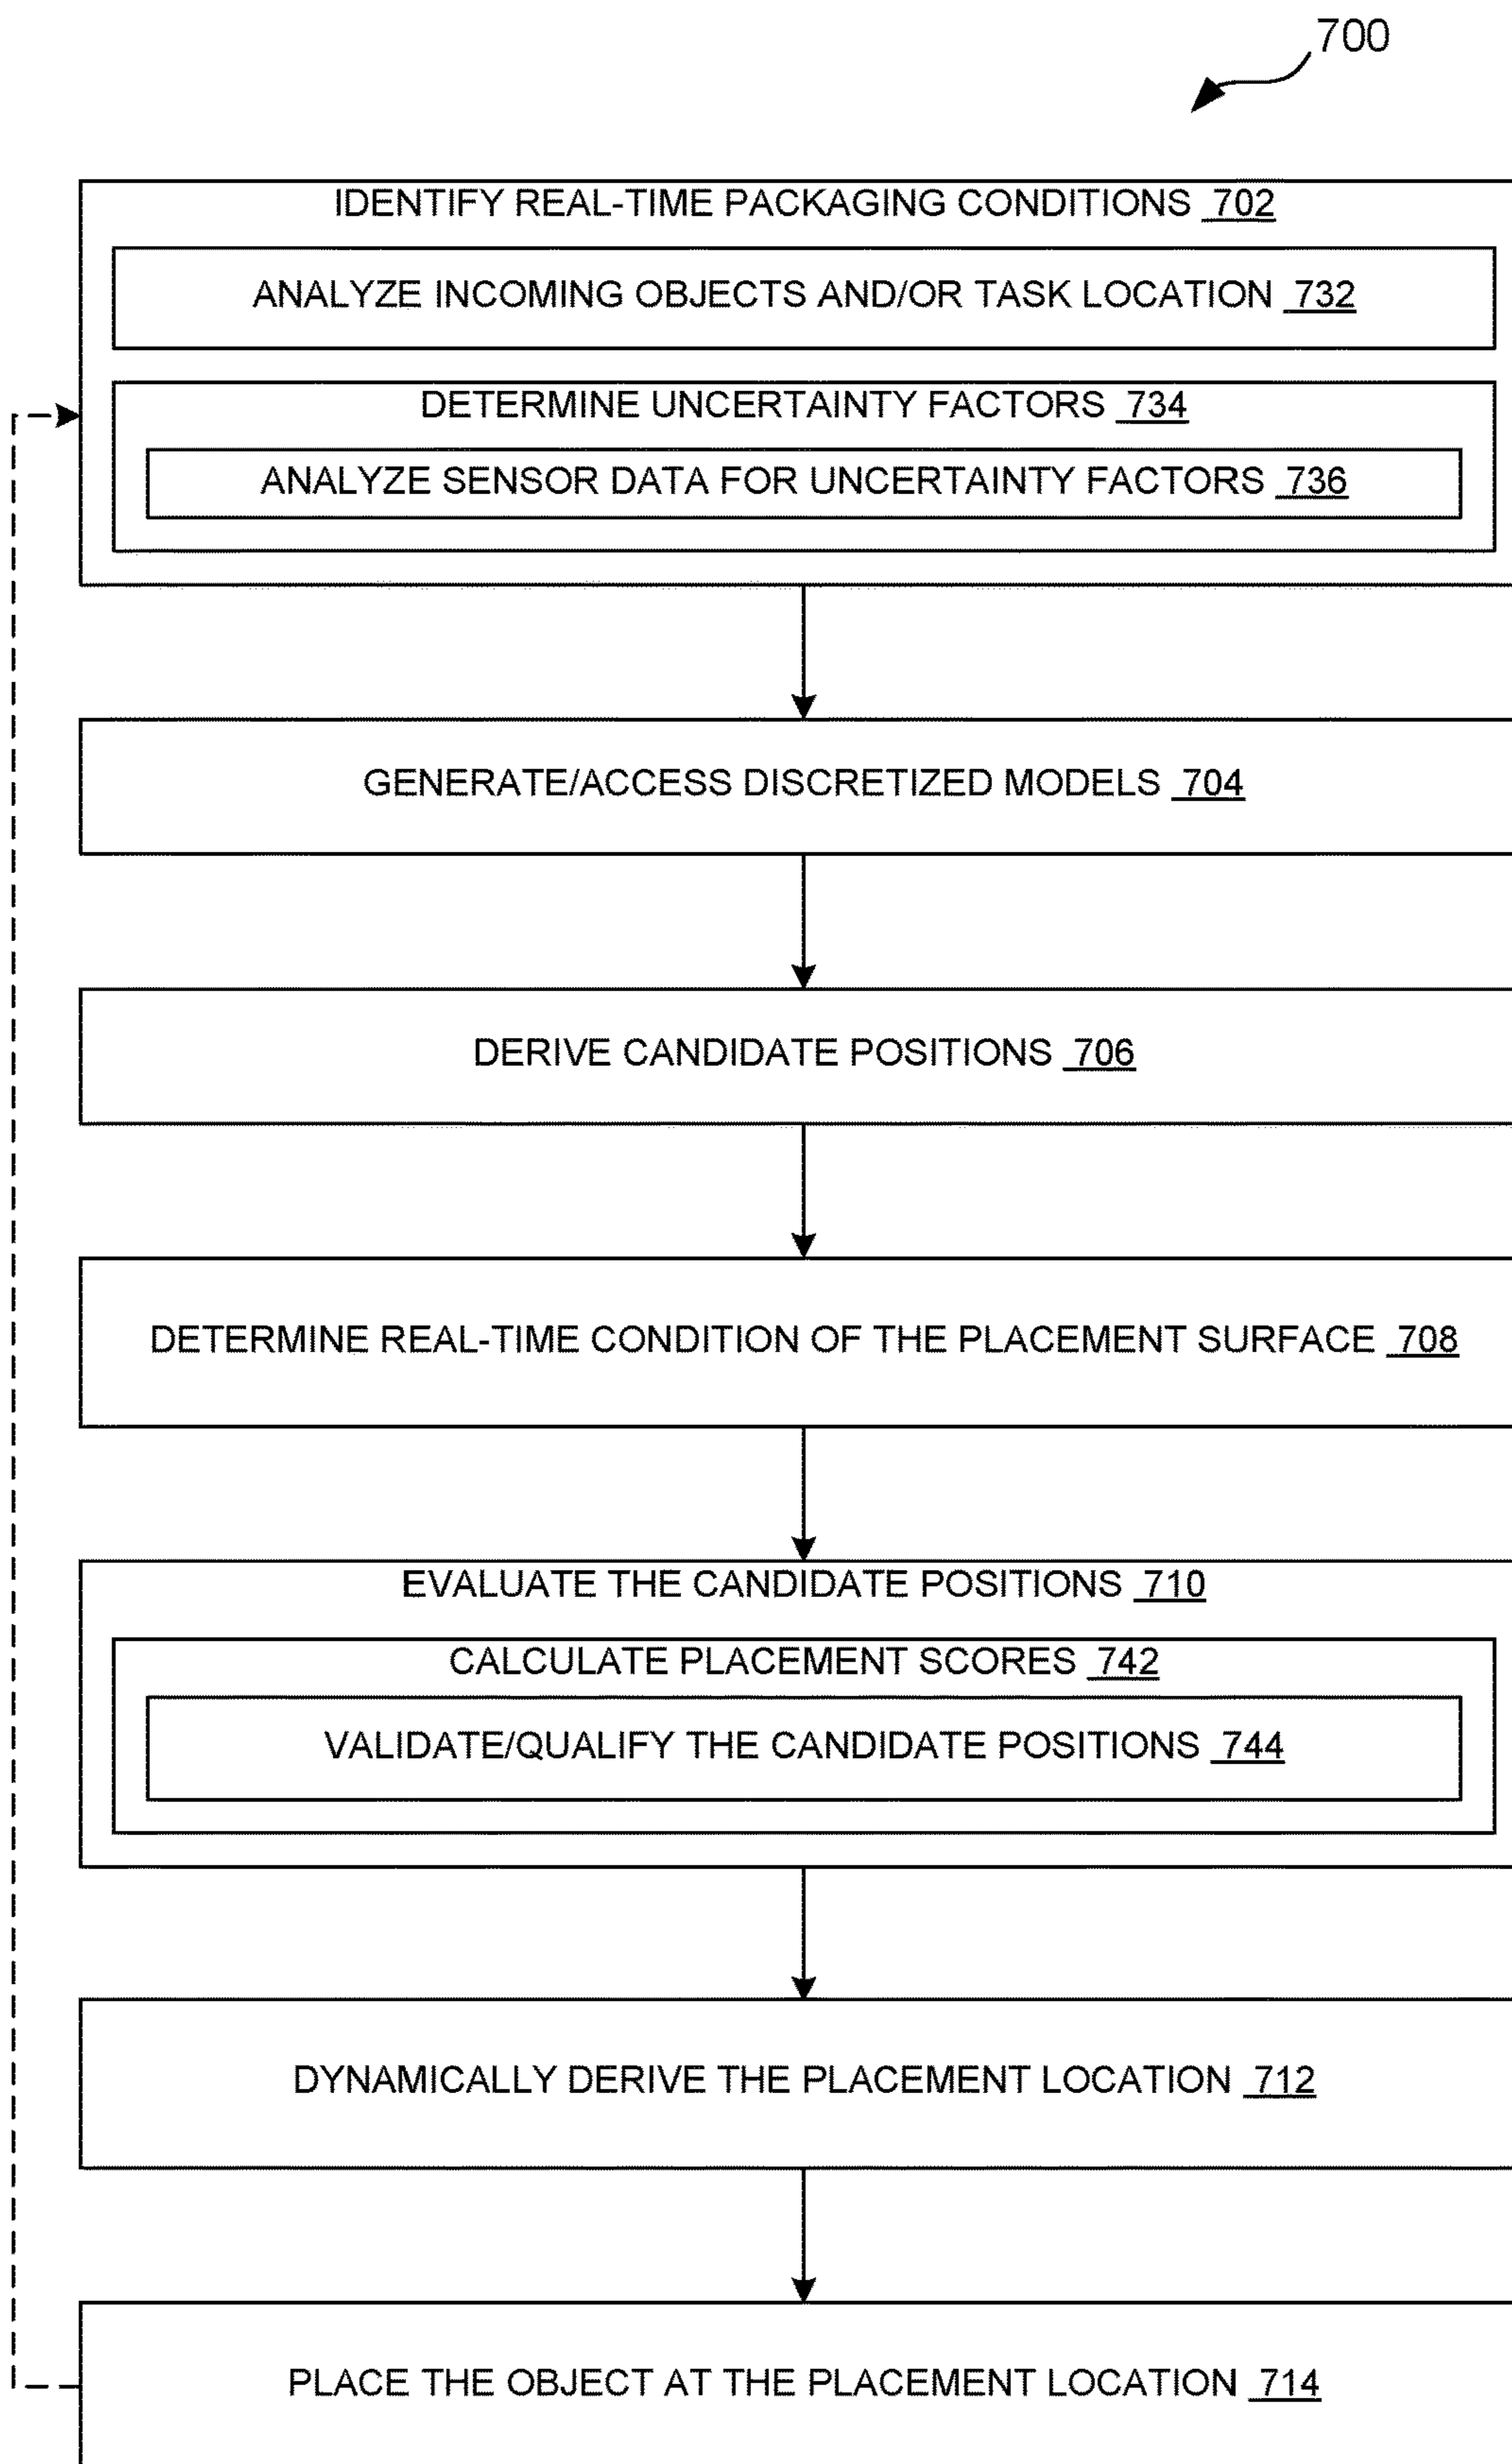 700
IDENTIFY REAL-TIME PACKAGING CONDITIONS 702
ANALYZE INCOMING OBJECTS AND/OR TASK LOCATION 732
DETERMINE UNCERTAINTY FACTORS 734
ANALYZE SENSOR DATA FOR UNCERTAINTY FACTORS 736
GENERATE/ACCESS DISCRETIZED MODELS 704
DERIVE CANDIDATE POSITIONS 706
DETERMINE REAL-TIME CONDITION OF THE PLACEMENT SURFACE 708
EVALUATE THE CANDIDATE POSITIONS 710
CALCULATE PLACEMENT SCORES 742
VALIDATE/QUALIFY THE CANDIDATE POSITIONS 744
DYNAMICALLY DERIVE THE PLACEMENT LOCATION 712
PLACE THE OBJECT AT THE PLACEMENT LOCATION 714